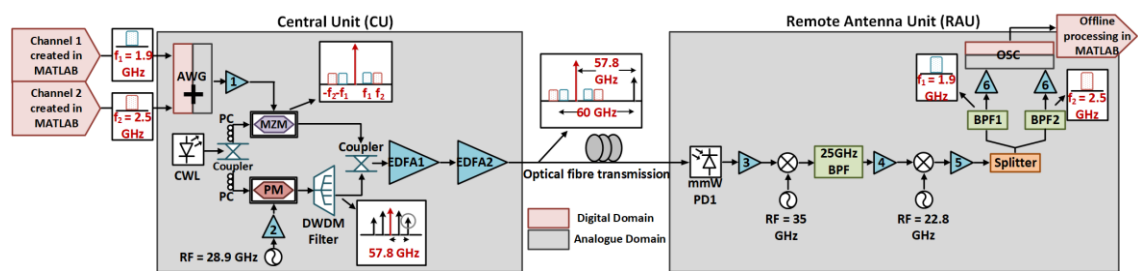 Central Unit (CU)
Remote Antenna Unit (RAU)
Channel 1
created in
MATLAB
f1 = 1.9
GHz
Channel 2
created in
MATLAB
f2 = 2.5
GHz
AWG
+
1
-f2-f1 f1 f2
PC
MZM
CWL
Coupler
PC
PM
2
RF = 28.9 GHz
DWDM
Filter
Coupler
EDFA1
EDFA2
57.8 GHz
57.8
GHz
60 GHz
Optical fibre transmission
Digital Domain
Analogue Domain
mmW
PD1
3
RF = 35
GHz
25GHz
BPF
4
RF = 22.8
GHz
5
Splitter
BPF1
BPF2
6
6
f1 = 1.9
GHz
f2 = 2.5
GHz
OSC
Offline
processing in
MATLAB